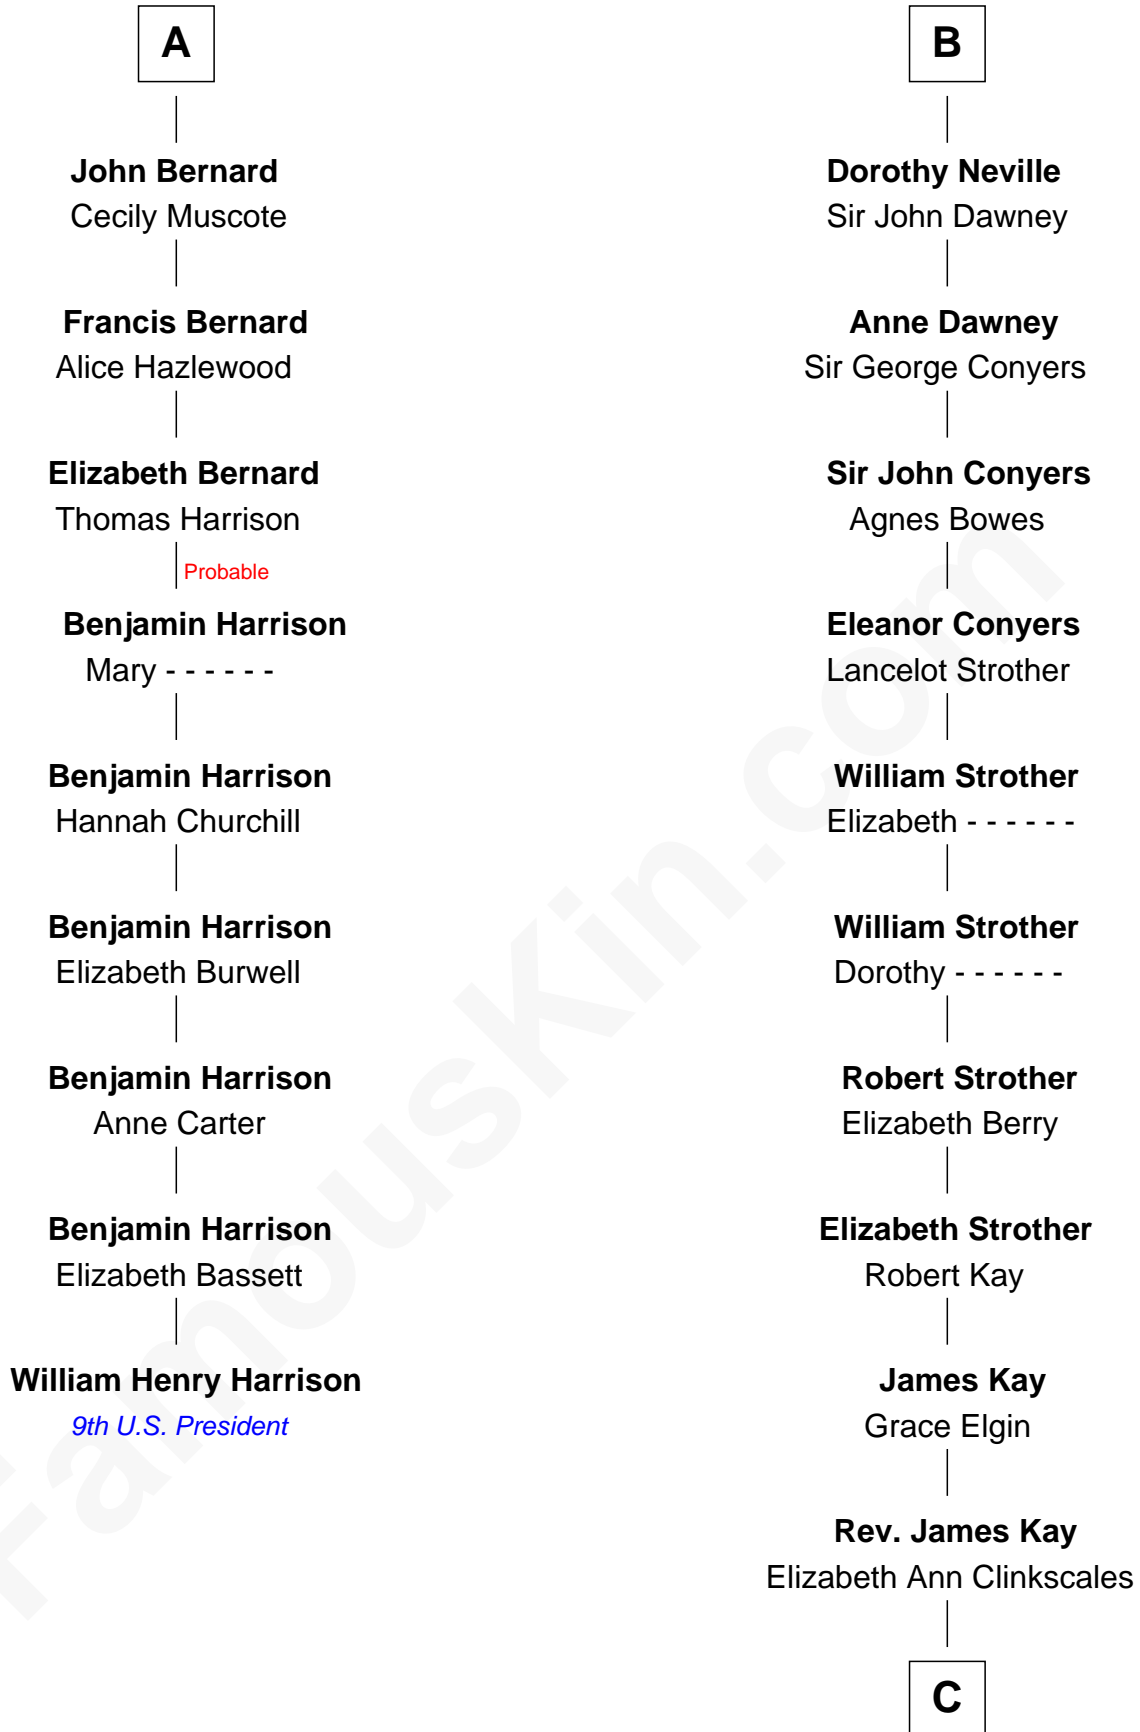 A
John Bernard
Cecily Muscote
Francis Bernard
Alice Hazlewood
Elizabeth Bernard
Thomas Harrison
Probable
Benjamin Harrison
Mary - - - - - -
Benjamin Harrison
Hannah Churchill
Benjamin Harrison
Elizabeth Burwell
Benjamin Harrison
Anne Carter
Benjamin Harrison
Elizabeth Bassett
William Henry Harrison
9th U.S. President
B
Dorothy Neville
Sir John Dawney
Anne Dawney
Sir George Conyers
Sir John Conyers
Agnes Bowes
Eleanor Conyers
Lancelot Strother
William Strother
Elizabeth - - - - - -
William Strother
Dorothy - - - - - -
Robert Strother
Elizabeth Berry
Elizabeth Strother
Robert Kay
James Kay
Grace Elgin
Rev. James Kay
Elizabeth Ann Clinkscales
C
FamousKin.com